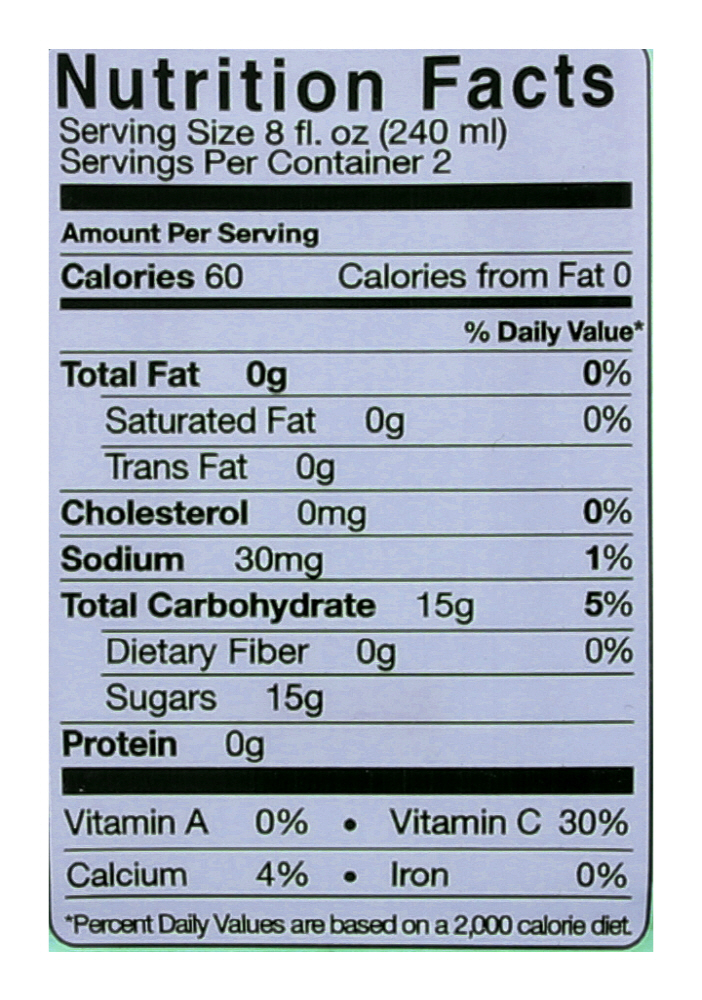 Nutrition Facts
Serving Size 8 fl. oz (240 ml)
Servings Per Container 2
Amount Per Serving
Calories 60 Calories from Fat 0
% Daily Value*
Total Fat 0g 0%
Saturated Fat 0g 0%
Trans Fat 0g
Cholesterol 0mg 0%
Sodium 30mg 1%
Total Carbohydrate 15g 5%
Dietary Fiber 0g 0%
Sugars 15g
Protein 0g
Vitamin A 0% • Vitamin C 30%
Calcium 4% • Iron 0%
*Percent Daily Values are based on a 2,000 calorie diet.